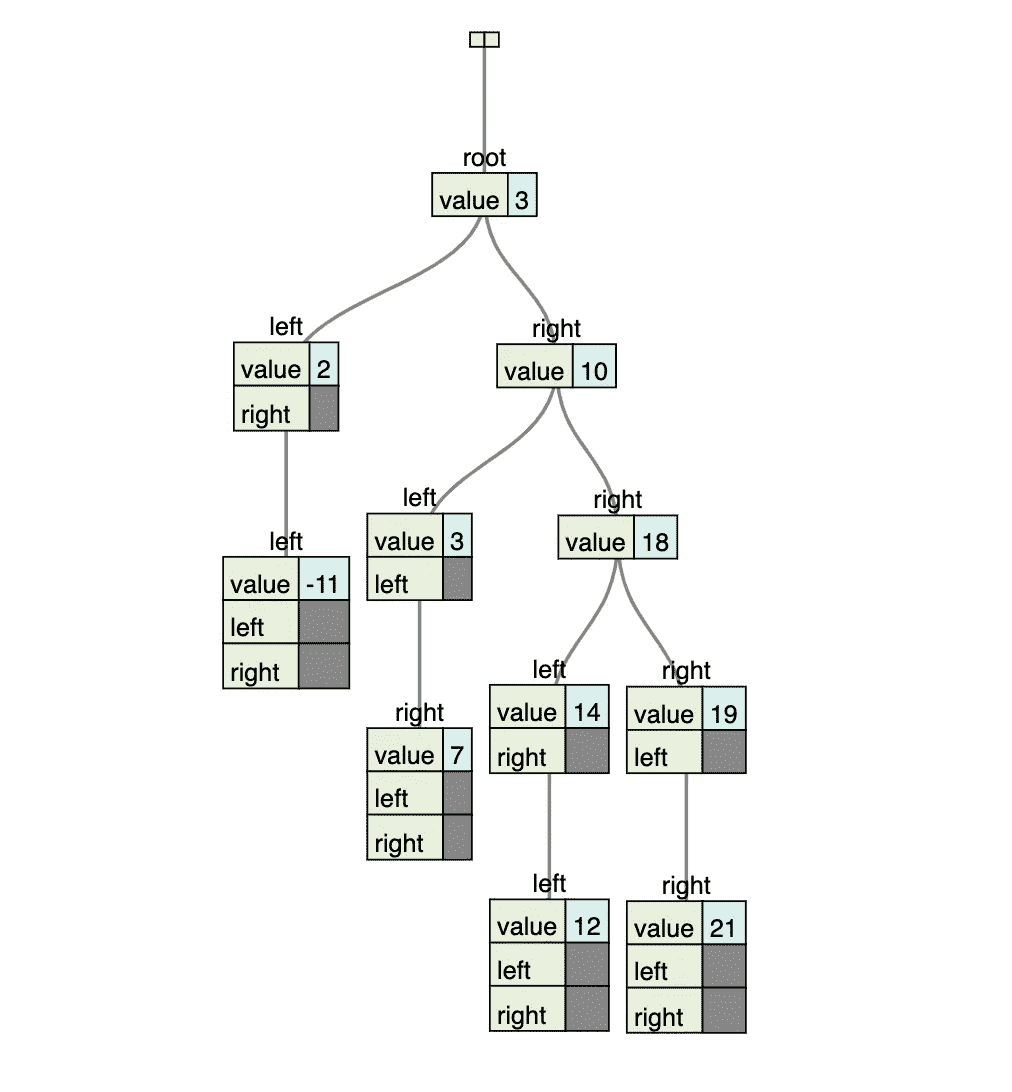 root
value 3
left
value 2
right
right
value 10
left
value -11
left
right
left
value 3
left
right
value 18
right
value 7
left
right
left
value 14
right
right
value 19
left
left
value 12
left
right
right
value 21
left
right